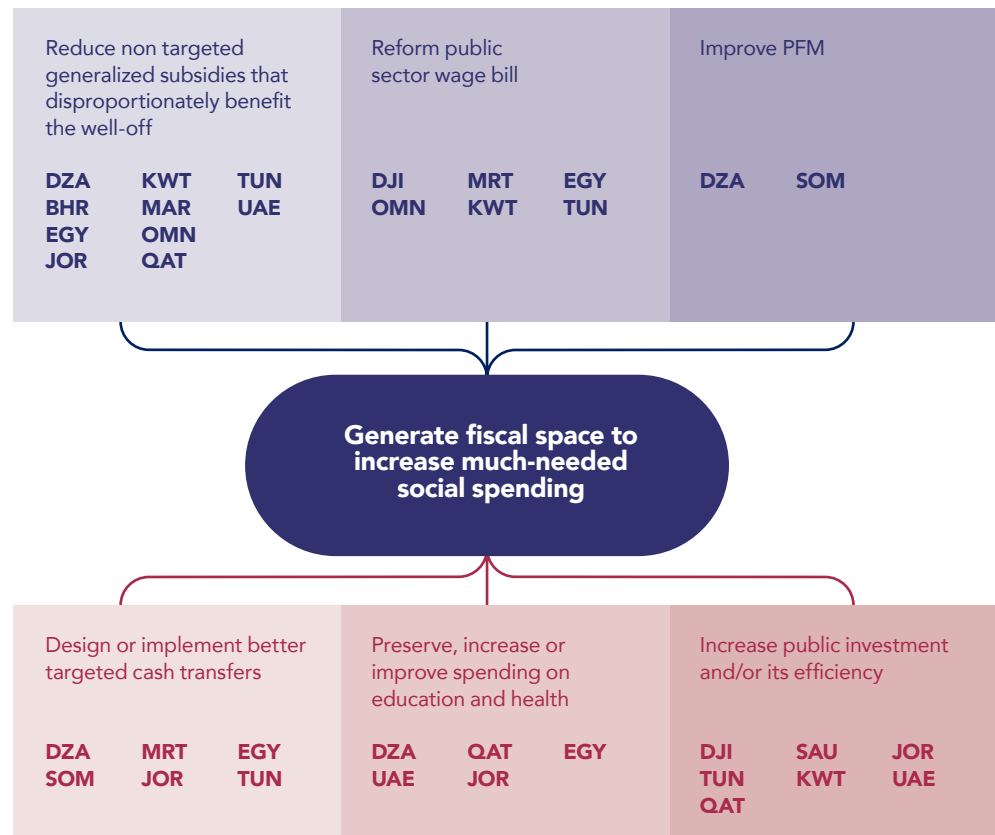 Reduce non targeted
generalized subsidies that
disproportionately benefit
the well-off
DZA KWT TUN
BHR MAR UAE
EGY OMN
JOR QAT
Reform public
sector wage bill
DJI MRT EGY
OMN KWT TUN
Improve PFM
DZA SOM
Generate fiscal space to
increase much-needed
social spending
Design or implement better
targeted cash transfers
DZA MRT EGY
SOM JOR TUN
Preserve, increase or
improve spending on
education and health
DZA QAT EGY
UAE JOR
Increase public investment
and/or its efficiency
DJI SAU JOR
TUN KWT UAE
QAT